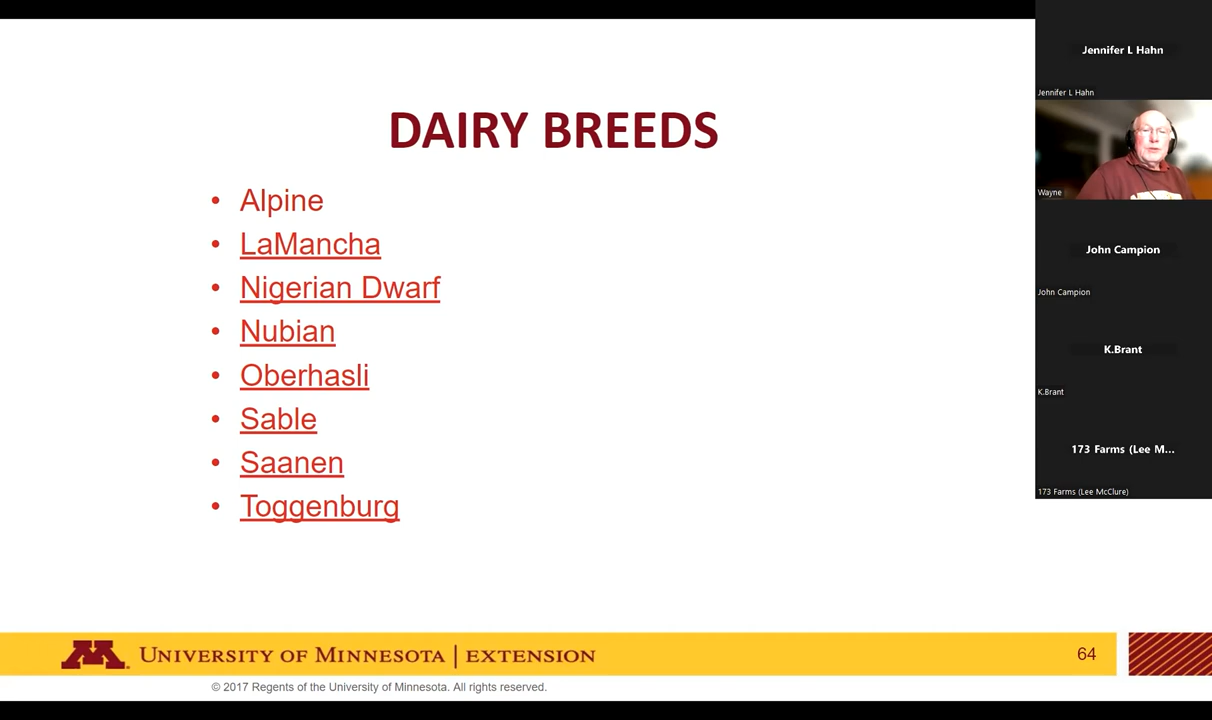 DAIRY BREEDS
• Alpine
• LaMancha
• Nigerian Dwarf
• Nubian
• Oberhasli
• Sable
• Saanen
• Toggenburg
M UNIVERSITY OF MINNESOTA | EXTENSION
64
© 2017 Regents of the University of Minnesota. All rights reserved.
Jennifer L Hahn
Jennifer L Hahn
Wayne
John Campion
John Campion
K.Brant
K.Brant
173 Farms (Lee M...
173 Farms (Lee McClure)